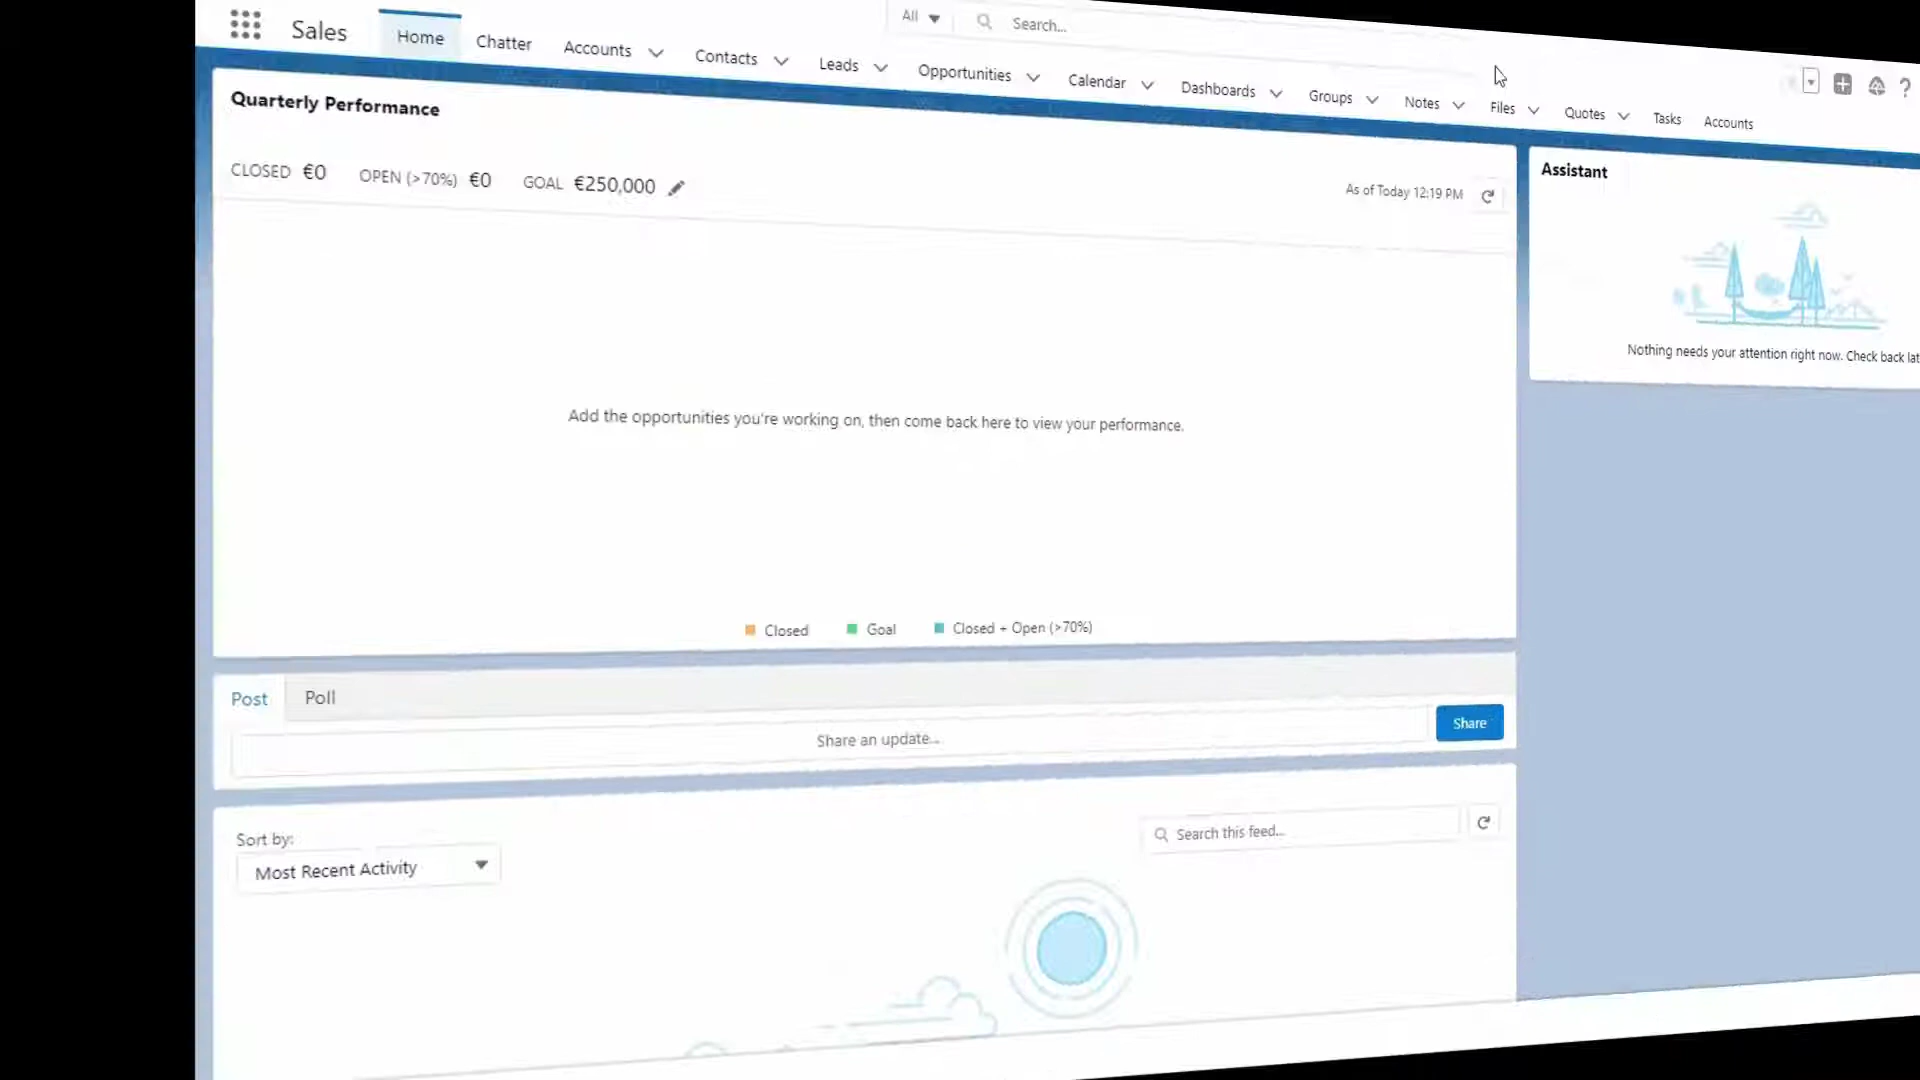 Sales
Home
Chatter
Accounts
Contacts
Leads
Opportunities
Calendar
Dashboards
Groups
Notes
Files
Quotes
Tasks
Accounts
All
Search...
Quarterly Performance
CLOSED €0
OPEN (>70%) €0
GOAL €250,000
As of Today 12:19 PM
Add the opportunities you're working on, then come back here to view your performance.
Closed
Goal
Closed + Open (>70%)
Assistant
Nothing needs your attention right now. Check back lat
Post
Poll
Share an update...
Share
Sort by:
Most Recent Activity
Search this feed...